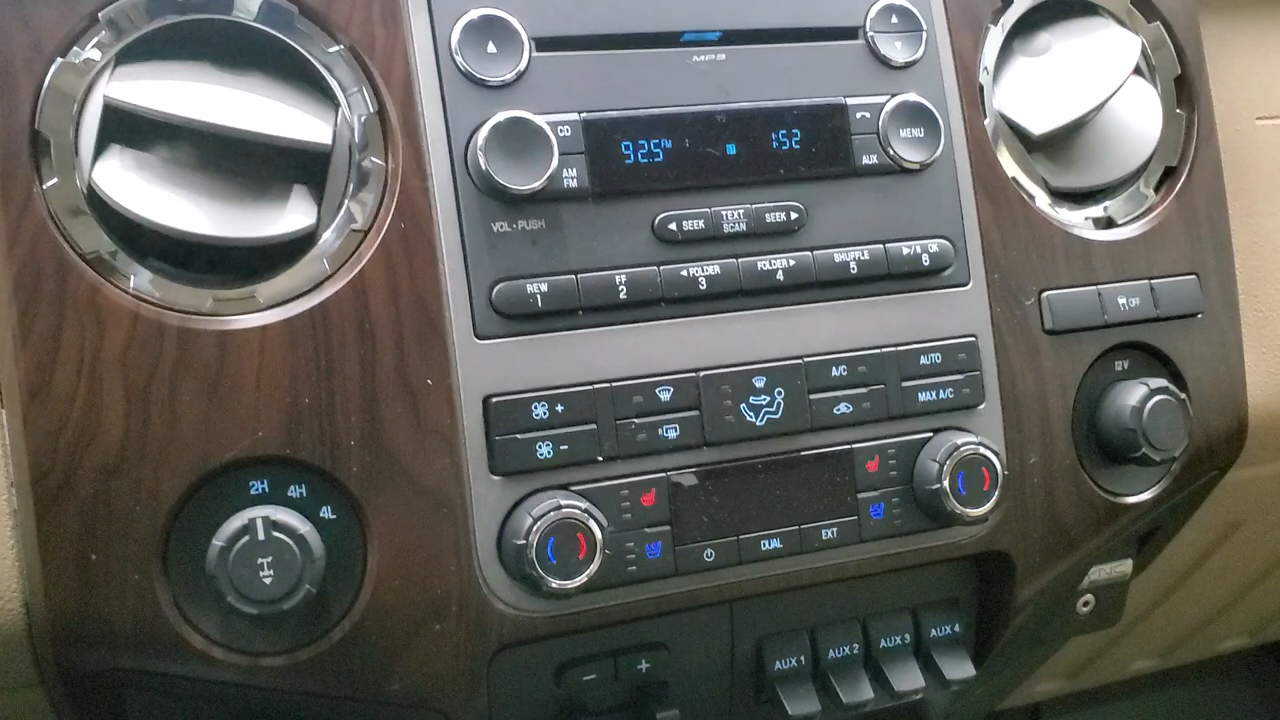 MP3
CD
AM
FM
92.5 FM
1:52
AUX
MENU
VOL•PUSH
◄ SEEK
TEXT
SCAN
SEEK ►
REW
1
FF
2
◄ FOLDER
3
FOLDER ►
4
SHUFFLE
5
►/II OK
6
OFF
12V
+
-
R
A/C
AUTO
MAX A/C
2H
4H
4L
DUAL
EXT
SYNC
-
+
AUX 1
AUX 2
AUX 3
AUX 4